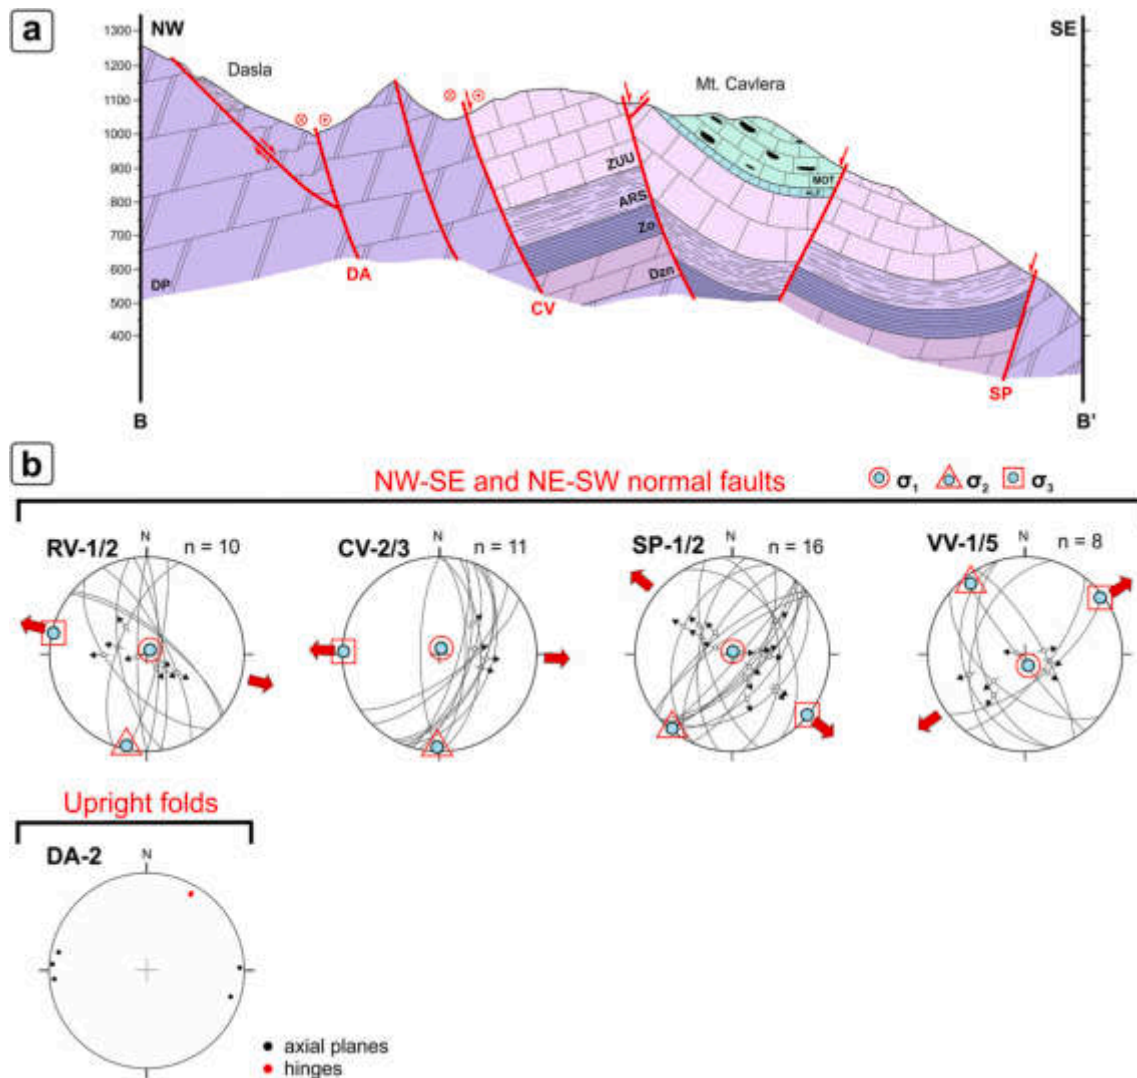 a
NW
SE
1300
1200
1100
1000
900
800
700
600
500
400
Dasla
Mt. Cavlera
ZUU
ARS
Zo
Dzn
MOT
DP
DA
CV
SP
B
B'
b
NW-SE and NE-SW normal faults
σ1 σ2 σ3
RV-1/2 N n = 10
CV-2/3 N n = 11
SP-1/2 N n = 16
VV-1/5 N n = 8
Upright folds
DA-2 N
axial planes
hinges